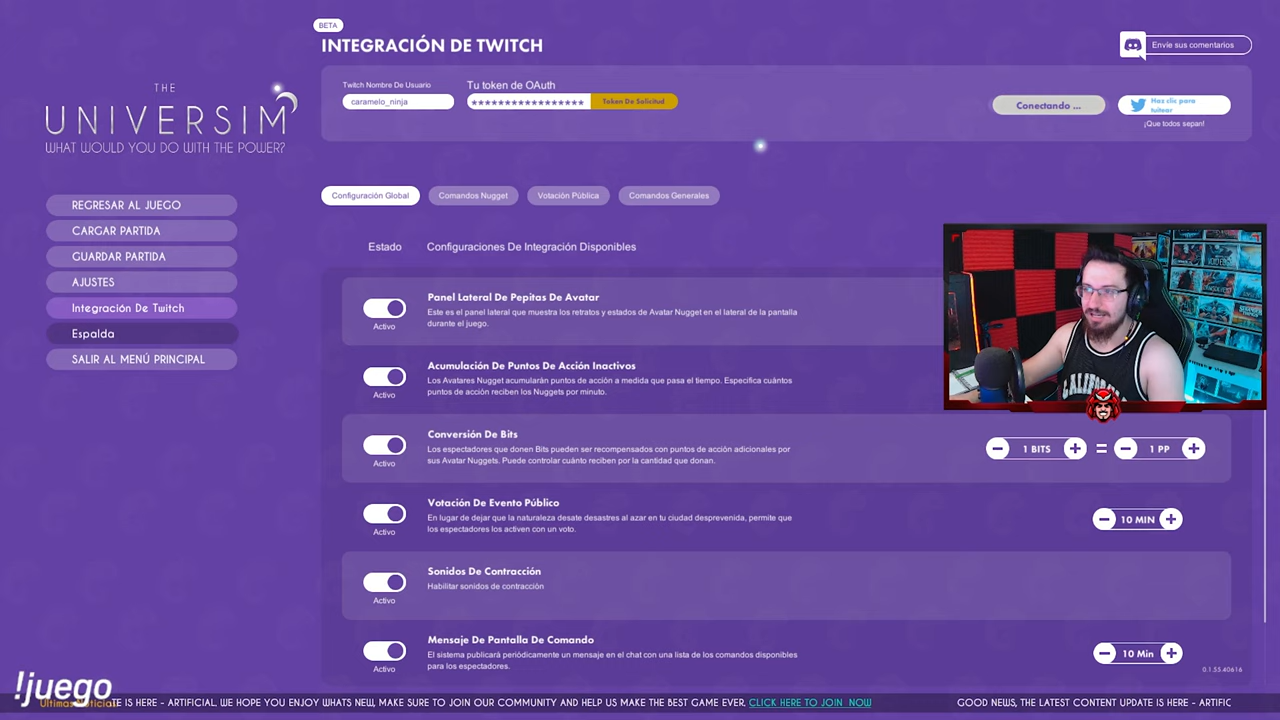 BETA
INTEGRACIÓN DE TWITCH
Envíe sus comentarios
THE
UNIVERSIM
WHAT WOULD YOU DO WITH THE POWER?
Twitch Nombre De Usuario
Tu token de OAuth
caramelo_ninja
*****************
Token De Solicitud
Conectando ...
Haz clic para
tuitear
¡Que todos sepan!
REGRESAR AL JUEGO
CARGAR PARTIDA
GUARDAR PARTIDA
AJUSTES
Integración De Twitch
Espalda
SALIR AL MENÚ PRINCIPAL
Configuración Global
Comandos Nugget
Votación Pública
Comandos Generales
Estado
Configuraciones De Integración Disponibles
Panel Lateral De Pepitas De Avatar
Este es el panel lateral que muestra los retratos y estados de Avatar Nugget en el lateral de la pantalla
durante el juego.
Activo
Acumulación De Puntos De Acción Inactivos
Los Avatares Nugget acumularán puntos de acción a medida que pasa el tiempo. Especifica cuántos
puntos de acción reciben los Nuggets por minuto.
Activo
Conversión De Bits
Los espectadores que donen Bits pueden ser recompensados con puntos de acción adicionales por
sus Avatar Nuggets. Puede controlar cuánto reciben por la cantidad que donan.
Activo
− 1 BITS + = − 1 PP +
Votación De Evento Público
En lugar de dejar que la naturaleza desate desastres al azar en tu ciudad desprevenida, permite que
los espectadores los activen con un voto.
Activo
− 10 MIN +
Sonidos De Contracción
Habilitar sonidos de contracción
Activo
Mensaje De Pantalla De Comando
El sistema publicará periódicamente un mensaje en el chat con una lista de los comandos disponibles
para los espectadores.
Activo
− 10 Min +
0.1.55.40616
!juego
Últimas Noticias
TE IS HERE - ARTIFICIAL. WE HOPE YOU ENJOY WHATS NEW, MAKE SURE TO JOIN OUR COMMUNITY AND HELP US MAKE THE BEST GAME EVER. CLICK HERE TO JOIN NOW
GOOD NEWS, THE LATEST CONTENT UPDATE IS HERE - ARTIFIC